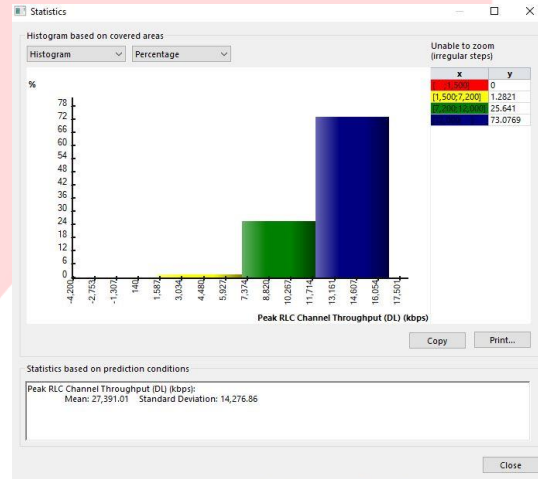 Statistics
Histogram based on covered areas
Histogram
Percentage
Unable to zoom
(irregular steps)
x y
0
[1,500;7,200] 1.2821
[7,200;12,000] 25.641
73.0769
%
78
72
66
60
54
48
42
36
30
24
18
12
6
0
-4,200
-2,753
-1,307
140
1,587
3,034
4,480
5,927
7,374
8,820
10,267
11,714
13,161
14,607
16,054
17,501
Peak RLC Channel Throughput (DL) (kbps)
Copy
Print...
Statistics based on prediction conditions
Peak RLC Channel Throughput (DL) (kbps):
Mean: 27,391.01 Standard Deviation: 14,276.86
Close